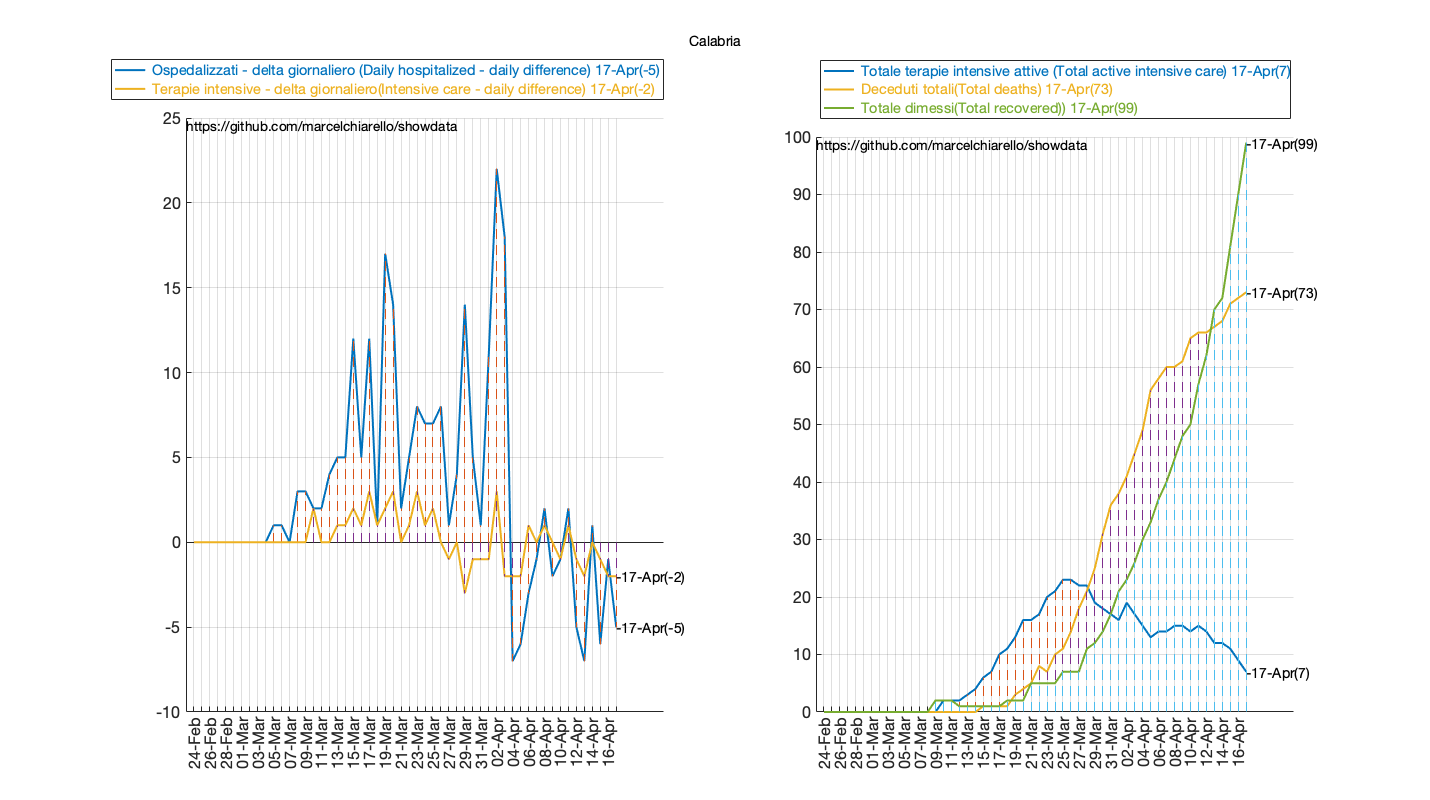 Calabria
Ospedalizzati - delta giornaliero (Daily hospitalized - daily difference) 17-Apr(-5)
Terapie intensive - delta giornaliero(Intensive care - daily difference) 17-Apr(-2)
https://github.com/marcelchiarello/showdata
25
20
15
10
5
0
-5
-10
-17-Apr(-2)
-17-Apr(-5)
24-Feb
26-Feb
28-Feb
01-Mar
03-Mar
05-Mar
07-Mar
09-Mar
11-Mar
13-Mar
15-Mar
17-Mar
19-Mar
21-Mar
23-Mar
25-Mar
27-Mar
29-Mar
31-Mar
02-Apr
04-Apr
06-Apr
08-Apr
10-Apr
12-Apr
14-Apr
16-Apr
Totale terapie intensive attive (Total active intensive care) 17-Apr(7)
Deceduti totali(Total deaths) 17-Apr(73)
Totale dimessi(Total recovered)) 17-Apr(99)
https://github.com/marcelchiarello/showdata
100
90
80
70
60
50
40
30
20
10
0
-17-Apr(99)
-17-Apr(73)
-17-Apr(7)
24-Feb
26-Feb
28-Feb
01-Mar
03-Mar
05-Mar
07-Mar
09-Mar
11-Mar
13-Mar
15-Mar
17-Mar
19-Mar
21-Mar
23-Mar
25-Mar
27-Mar
29-Mar
31-Mar
02-Apr
04-Apr
06-Apr
08-Apr
10-Apr
12-Apr
14-Apr
16-Apr